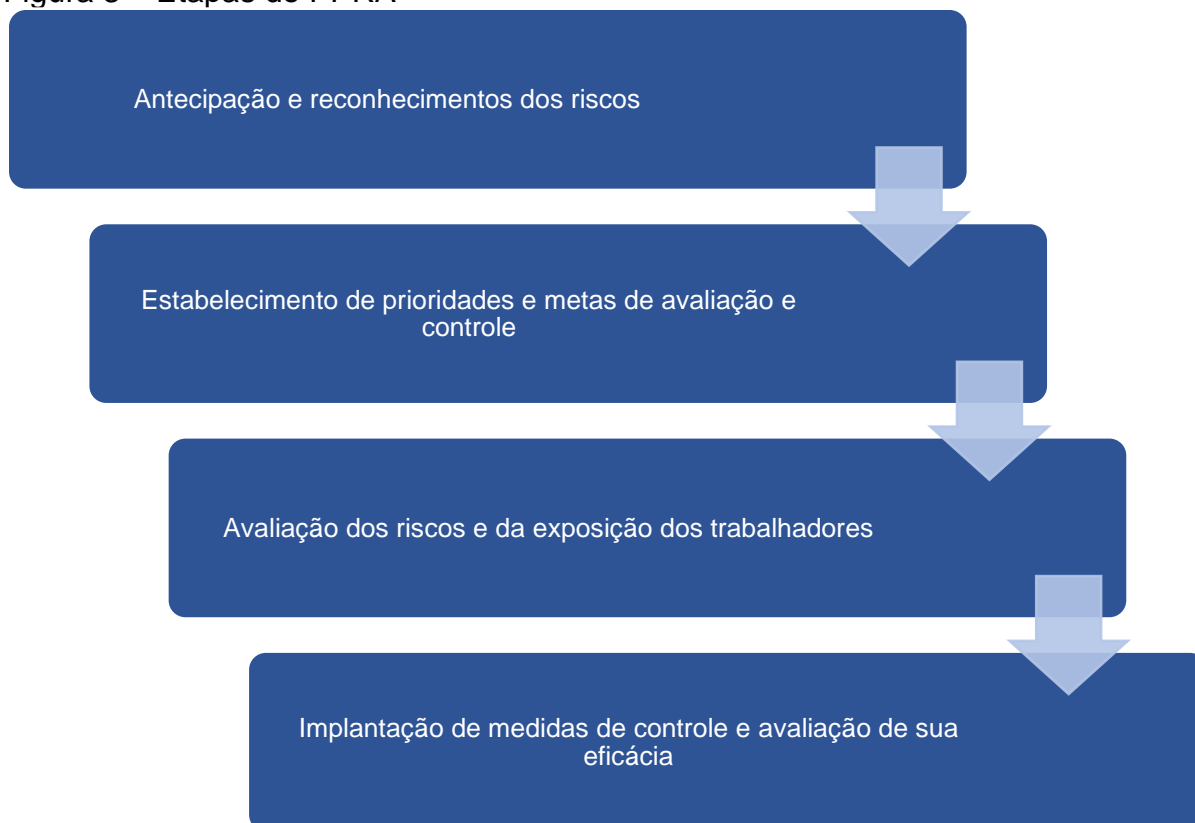 Antecipação e reconhecimentos dos riscos
Estabelecimento de prioridades e metas de avaliação e
controle
Avaliação dos riscos e da exposição dos trabalhadores
Implantação de medidas de controle e avaliação de sua
eficácia